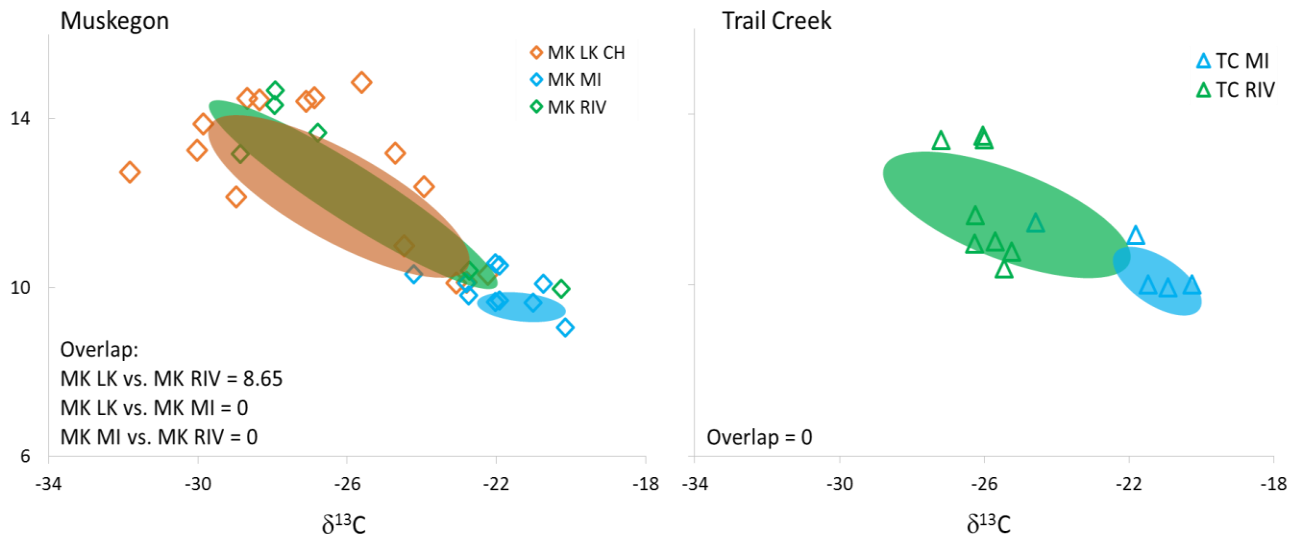 Muskegon
MK LK CH
MK MI
MK RIV
14
10
6
Overlap:
MK LK vs. MK RIV = 8.65
MK LK vs. MK MI = 0
MK MI vs. MK RIV = 0
-34
-30
-26
-22
-18
δ¹³C
Trail Creek
TC MI
TC RIV
Overlap = 0
-34
-30
-26
-22
-18
δ¹³C